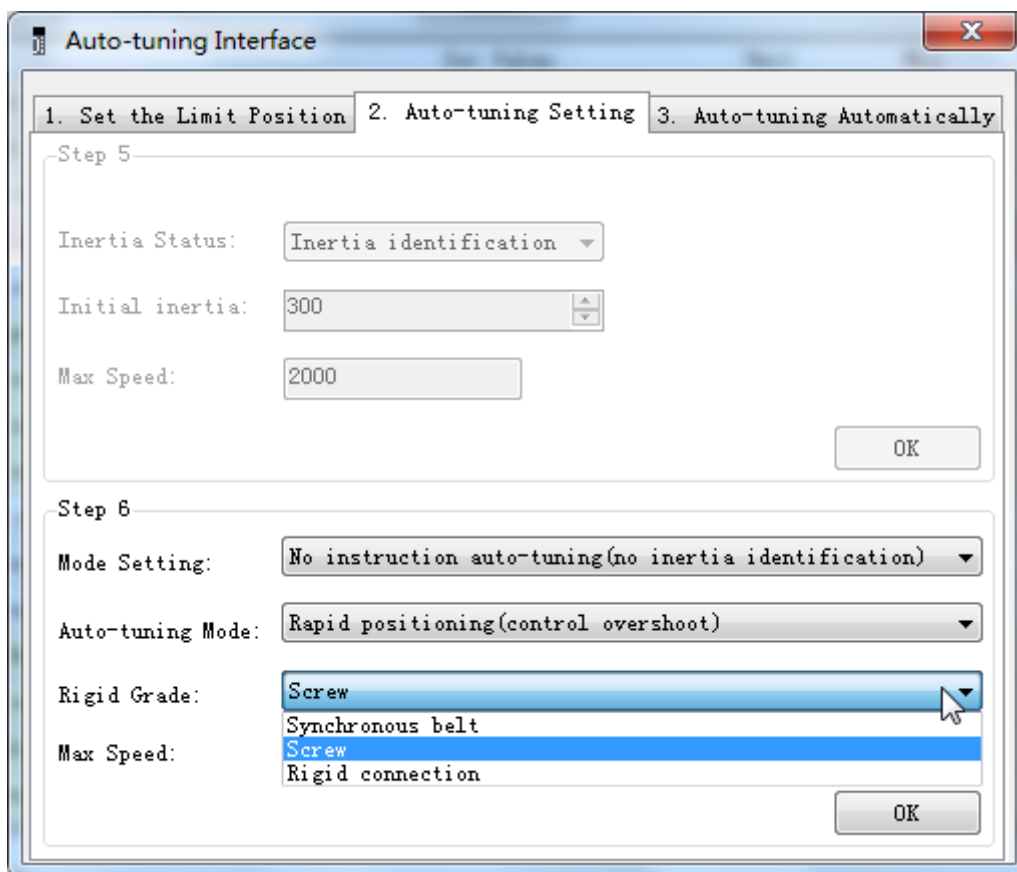 Auto-tuning Interface
1. Set the Limit Position 2. Auto-tuning Setting 3. Auto-tuning Automatically
Step 5
Inertia Status: Inertia identification
Initial inertia: 300
Max Speed: 2000
OK
Step 6
Mode Setting: No instruction auto-tuning(no inertia identification)
Auto-tuning Mode: Rapid positioning(control overshoot)
Rigid Grade: Screw
Synchronous belt
Max Speed: Screw
Rigid connection
OK